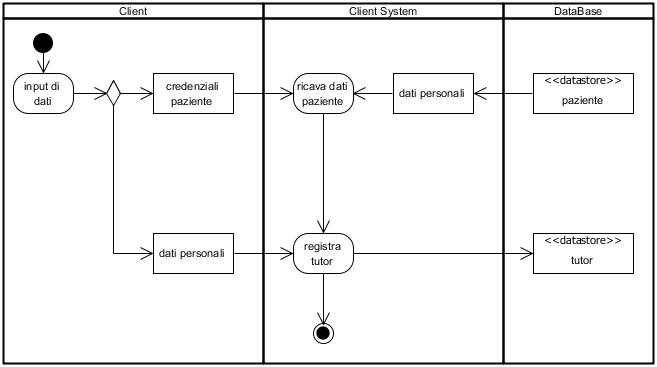 Client
Client System
DataBase
input di
dati
credenziali
paziente
ricava dati
paziente
dati personali
<<datastore>>
paziente
dati personali
registra
tutor
<<datastore>>
tutor